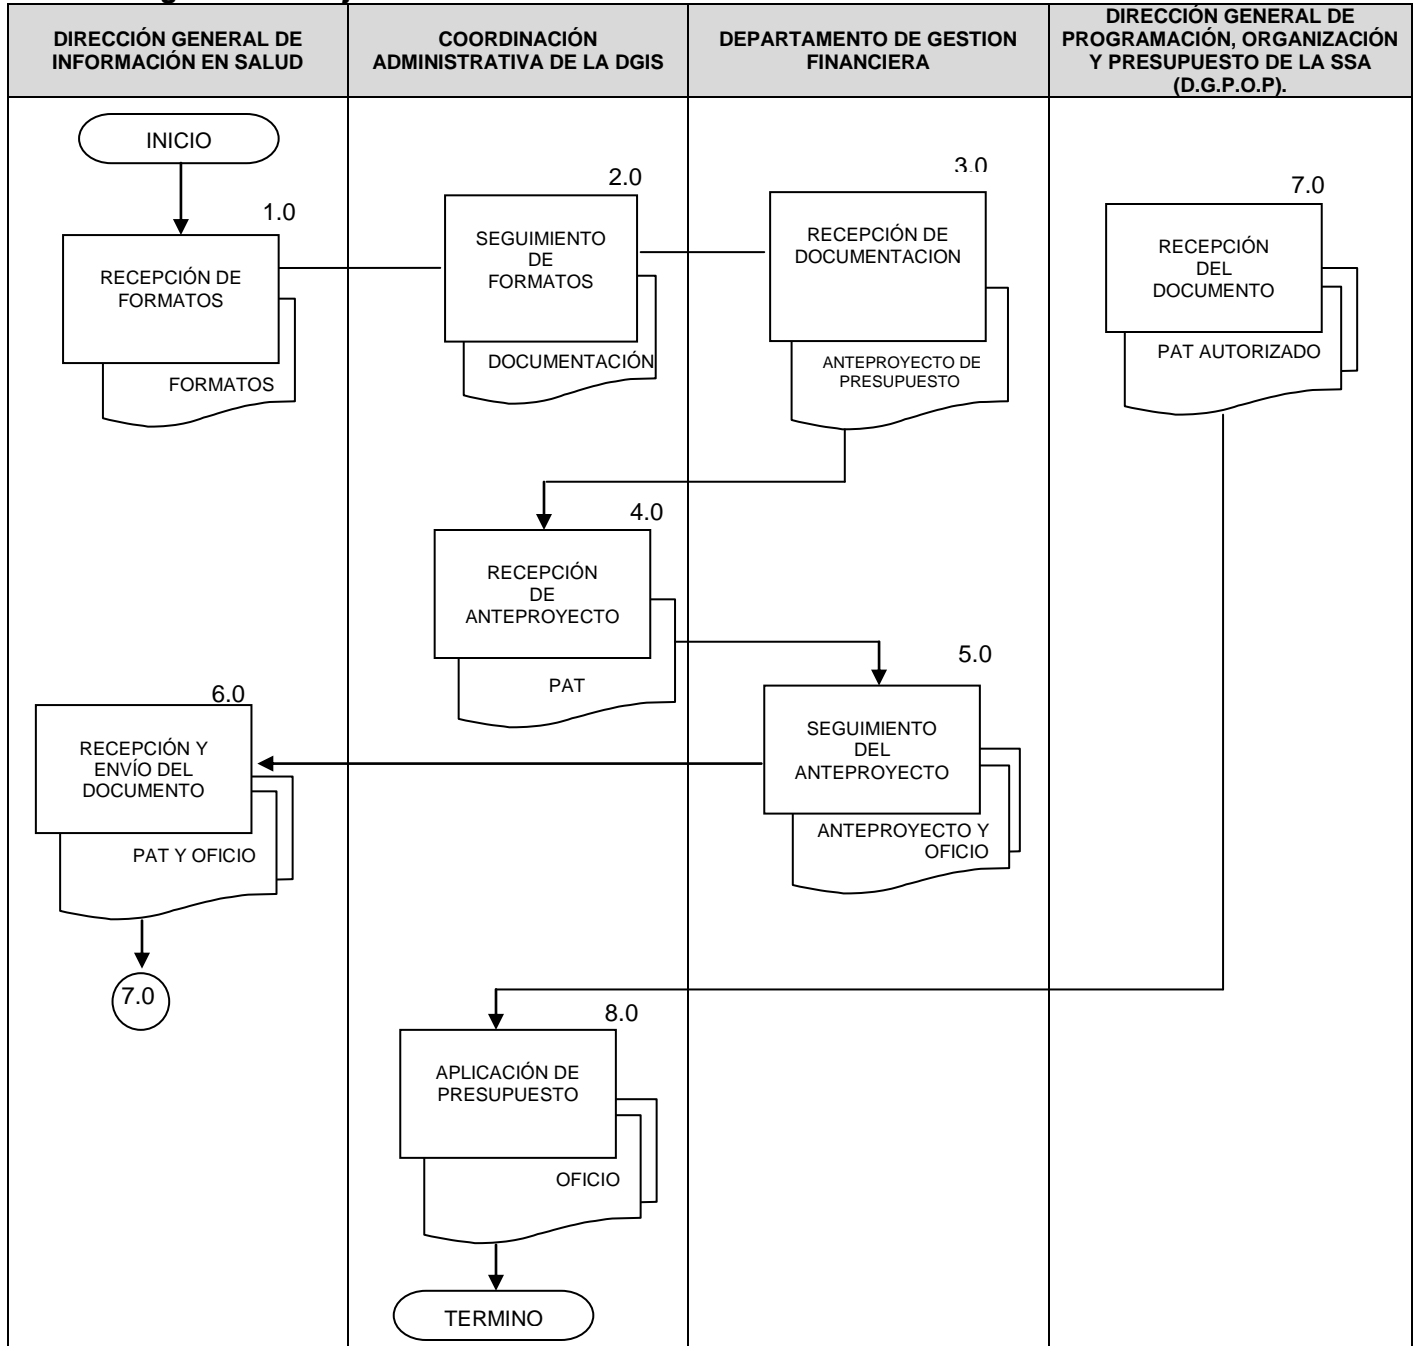 DIRECCIÓN GENERAL DE
INFORMACIÓN EN SALUD
COORDINACIÓN
ADMINISTRATIVA DE LA DGIS
DEPARTAMENTO DE GESTION
FINANCIERA
DIRECCIÓN GENERAL DE
PROGRAMACIÓN, ORGANIZACIÓN
Y PRESUPUESTO DE LA SSA
(D.G.P.O.P).
INICIO
1.0
RECEPCIÓN DE
FORMATOS
FORMATOS
2.0
SEGUIMIENTO
DE
FORMATOS
DOCUMENTACIÓN
3.0
RECEPCIÓN DE
DOCUMENTACION
ANTEPROYECTO DE
PRESUPUESTO
7.0
RECEPCIÓN
DEL
DOCUMENTO
PAT AUTORIZADO
4.0
RECEPCIÓN
DE
ANTEPROYECTO
PAT
5.0
SEGUIMIENTO
DEL
ANTEPROYECTO
ANTEPROYECTO Y
OFICIO
6.0
RECEPCIÓN Y
ENVÍO DEL
DOCUMENTO
PAT Y OFICIO
7.0
8.0
APLICACIÓN DE
PRESUPUESTO
OFICIO
TERMINO